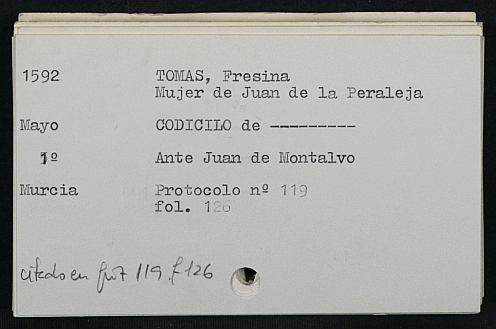 1592 TOMAS, Fresina
Mujer de Juan de la Peraleja
Mayo CODICILO de ---------
1º Ante Juan de Montalvo
Murcia Protocolo nº 119
fol. 126
citado en prot 119 f 126